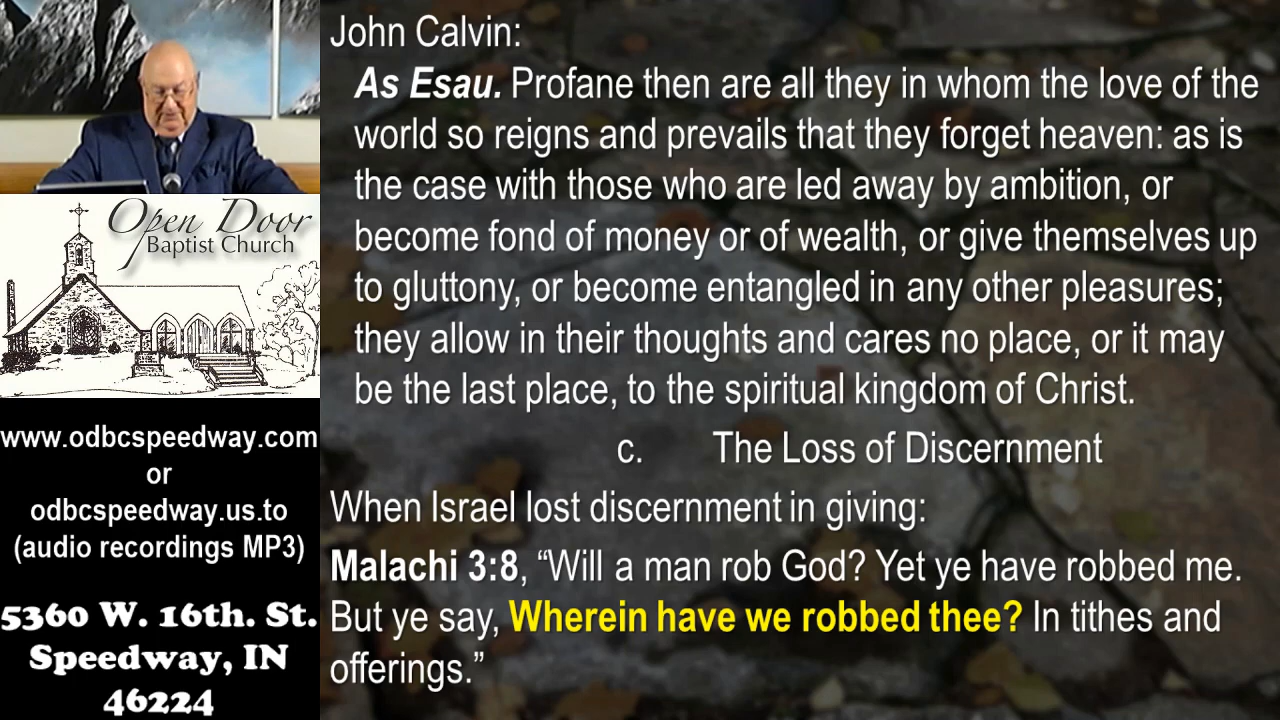 Open Door
Baptist Church
www.odbcspeedway.com
or
odbcspeedway.us.to
(audio recordings MP3)
5360 W. 16th. St.
Speedway, IN
46224
John Calvin:
As Esau. Profane then are all they in whom the love of the
world so reigns and prevails that they forget heaven: as is
the case with those who are led away by ambition, or
become fond of money or of wealth, or give themselves up
to gluttony, or become entangled in any other pleasures;
they allow in their thoughts and cares no place, or it may
be the last place, to the spiritual kingdom of Christ.
c. The Loss of Discernment
When Israel lost discernment in giving:
Malachi 3:8, “Will a man rob God? Yet ye have robbed me.
But ye say, Wherein have we robbed thee? In tithes and
offerings.”